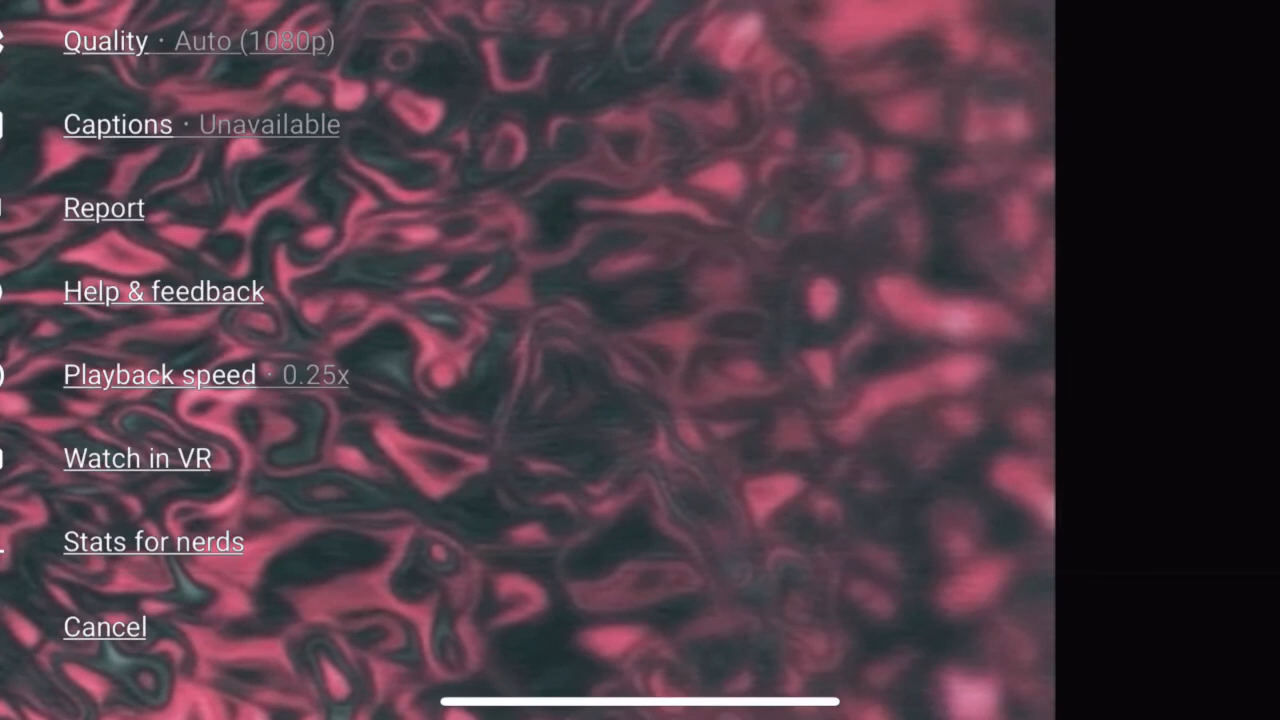 Quality · Auto (1080p)
Captions · Unavailable
Report
Help & feedback
Playback speed · 0.25x
Watch in VR
Stats for nerds
Cancel